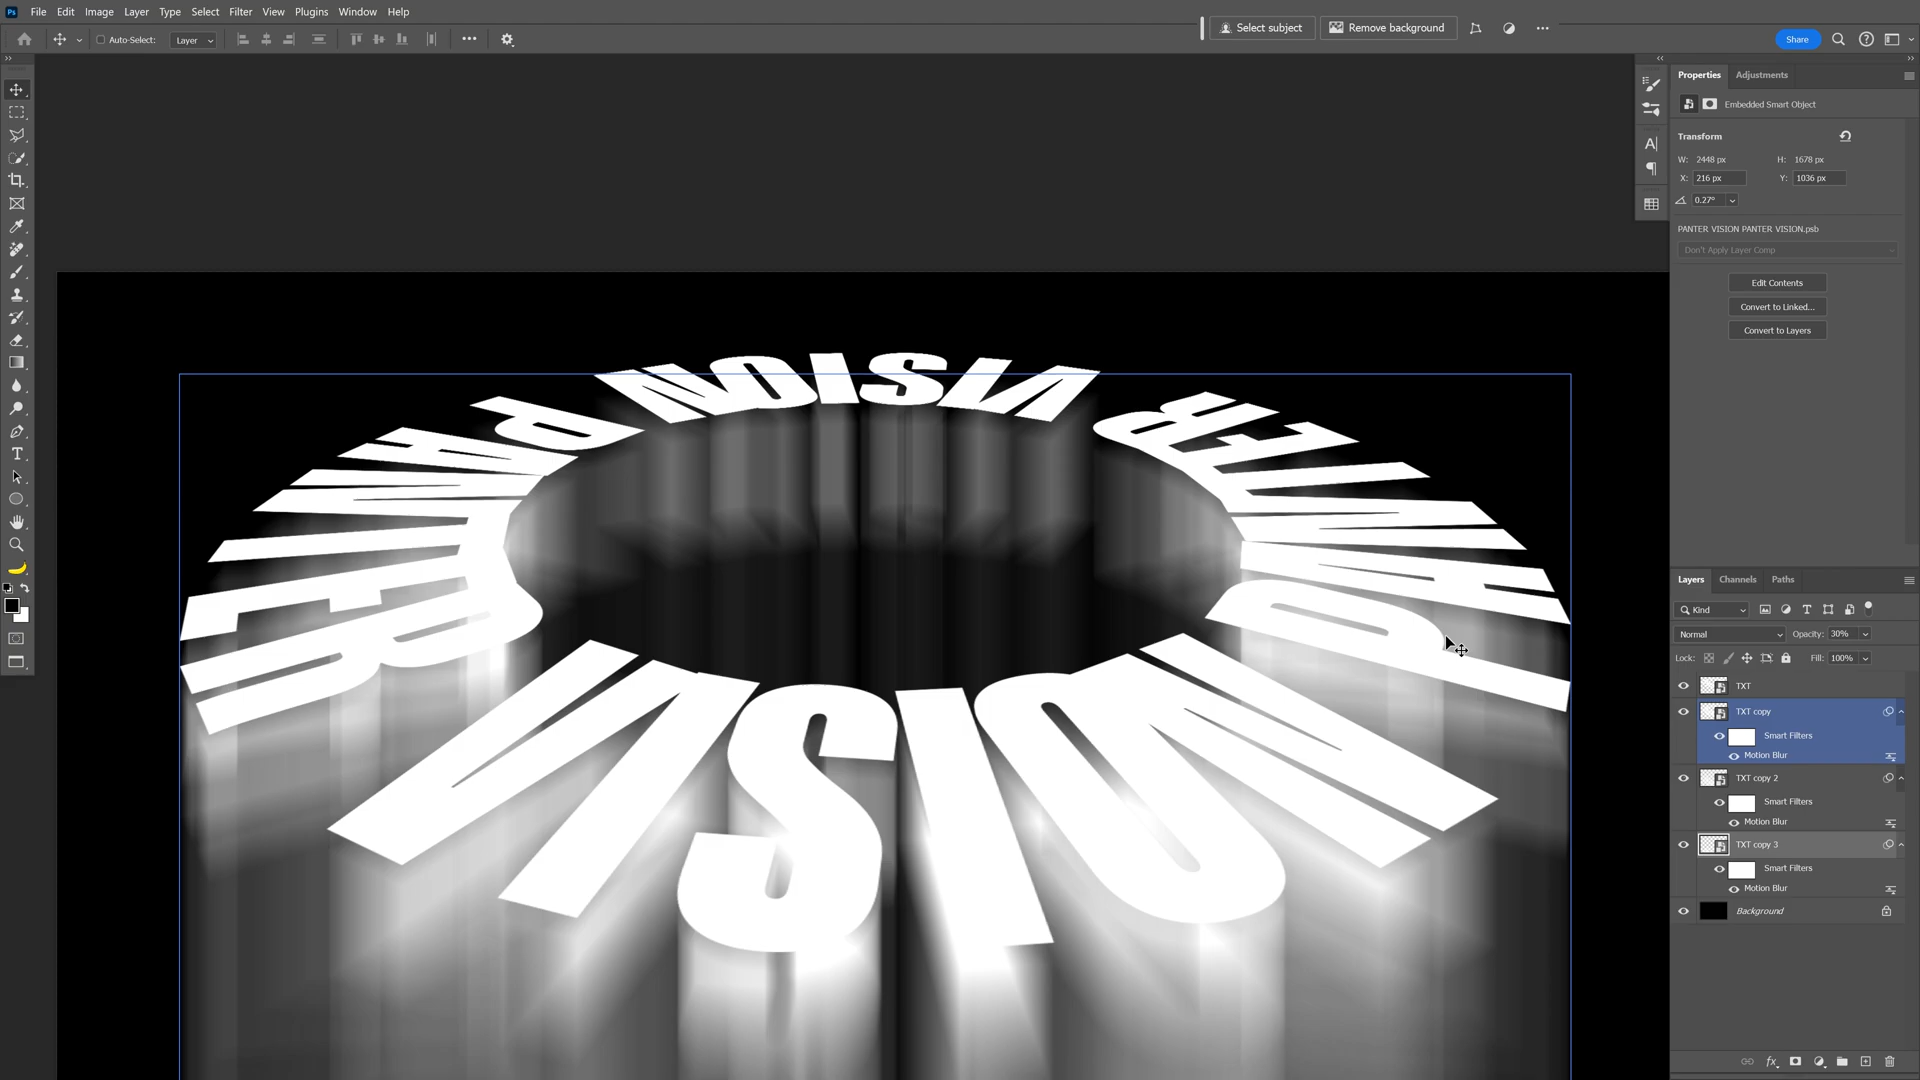 File Edit Image Layer Type Select Filter View Plugins Window Help
Auto-Select: Layer
Select subject Remove background
Share
Properties Adjustments
Embedded Smart Object
Transform
W: 2448 px H: 1678 px
X: 216 px Y: 1036 px
0.27°
PANTER VISION PANTER VISION.psb
Don't Apply Layer Comp
Edit Contents
Convert to Linked...
Convert to Layers
VISION
PANTER
PANTER
VISION
Layers Channels Paths
Kind
Normal Opacity: 30%
Lock: Fill: 100%
TXT
TXT copy
Smart Filters
Motion Blur
TXT copy 2
Smart Filters
Motion Blur
TXT copy 3
Smart Filters
Motion Blur
Background